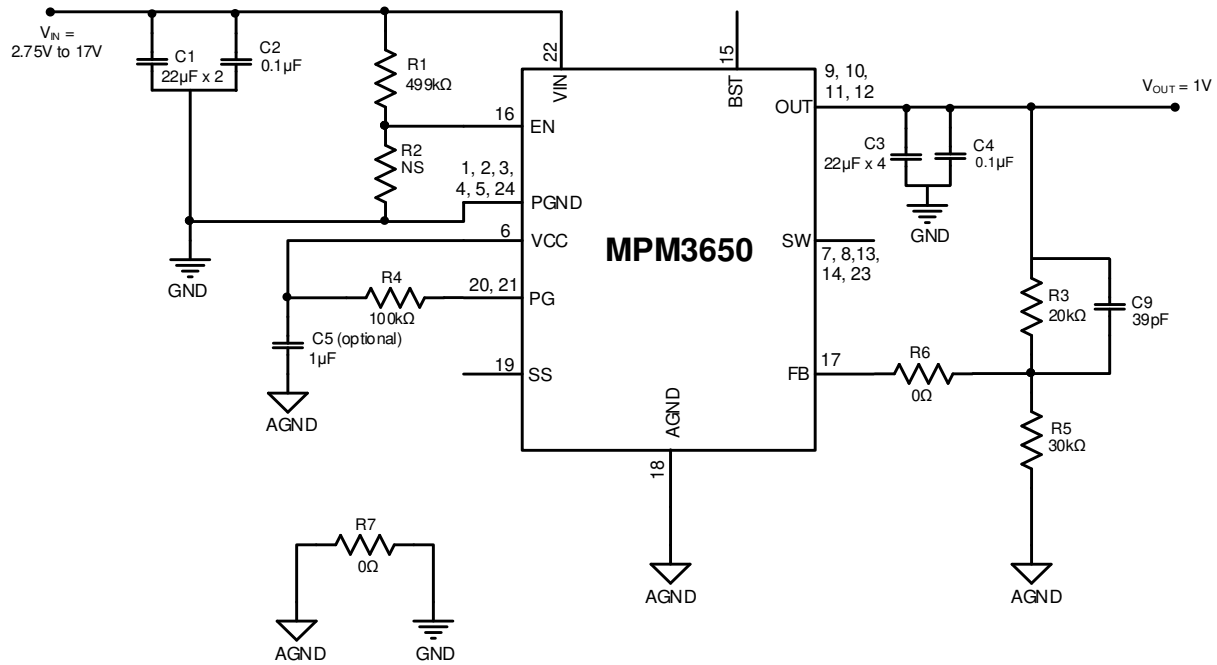 V_IN =
2.75V to 17V
C1
22µF x 2
C2
0.1µF
R1
499kΩ
R2
NS
22
VIN
15
BST
9, 10,
11, 12
OUT
V_OUT = 1V
16
EN
1, 2, 3,
4, 5, 24
PGND
6
VCC
MPM3650
SW
7, 8,13,
14, 23
C3
22µF x 4
C4
0.1µF
GND
GND
R4
100kΩ
20, 21
PG
C5 (optional)
1µF
AGND
19
SS
R3
20kΩ
C9
39pF
17
FB
R6
0Ω
R5
30kΩ
AGND
18
AGND
AGND
R7
0Ω
AGND
GND